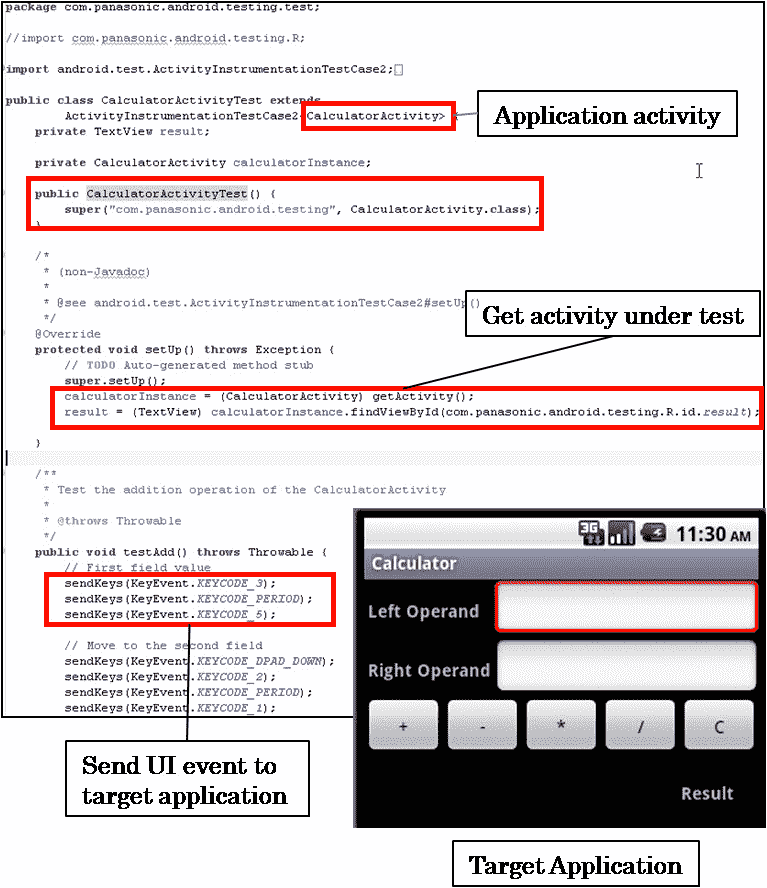 package com.panasonic.android.testing.test;
//import com.panasonic.android.testing.R;
import android.test.ActivityInstrumentationTestCase2;
public class CalculatorActivityTest extends
ActivityInstrumentationTestCase2 CalculatorActivity> {
Application activity
private TextView result;
private CalculatorActivity calculatorInstance;
public CalculatorActivityTest() {
super("com.panasonic.android.testing", CalculatorActivity.class);
}
/*
* (non-Javadoc)
*
* @see android.test.ActivityInstrumentationTestCase2#setUp()
*/
Get activity under test
@Override
protected void setUp() throws Exception {
// TODO Auto-generated method stub
super.setUp();
calculatorInstance = (CalculatorActivity) getActivity();
result = (TextView) calculatorInstance.findViewById(com.panasonic.android.testing.R.id.result);
}
/**
* Test the addition operation of the CalculatorActivity
*
* @throws Throwable
*/
public void testAdd() throws Throwable {
// First field value
sendKeys(KeyEvent.KEYCODE_3);
sendKeys(KeyEvent.KEYCODE_PERIOD);
sendKeys(KeyEvent.KEYCODE_5);
// Move to the second field
sendKeys(KeyEvent.KEYCODE_DPAD_DOWN);
sendKeys(KeyEvent.KEYCODE_2);
sendKeys(KeyEvent.KEYCODE_PERIOD);
sendKeys(KeyEvent.KEYCODE_1);
Send UI event to
target application
3G 11:30 AM
Calculator
Left Operand
Right Operand
+ - * / C
Result
Target Application